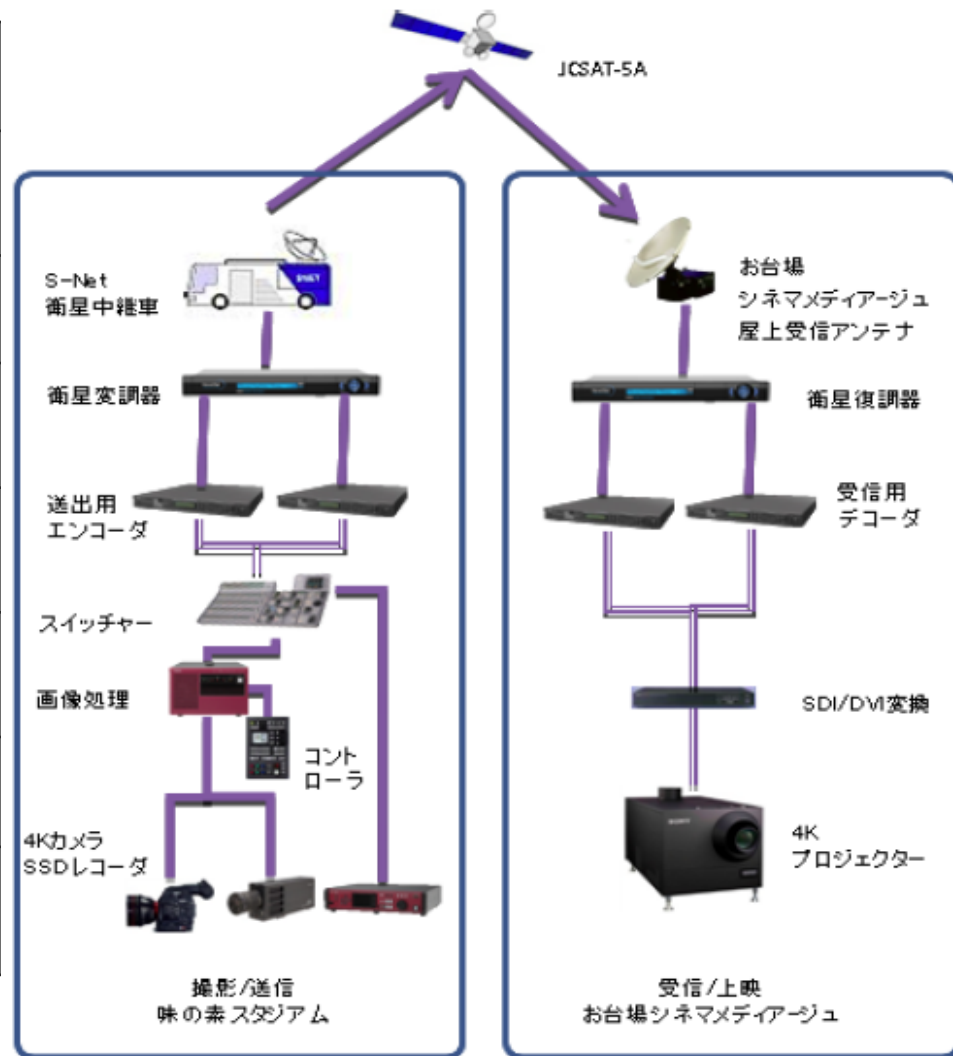 JCSAT-5A
S-Net
衛星中継車
衛星変調器
送出用
エンコーダ
スイッチャー
画像処理
コント
ローラ
4Kカメラ
SSDレコーダ
撮影/送信
味の素スタジアム
お台場
シネマメディアージュ
屋上受信アンテナ
衛星復調器
受信用
デコーダ
SDI/DVI変換
4K
プロジェクター
受信/上映
お台場シネマメディアージュ
SNET
SONY